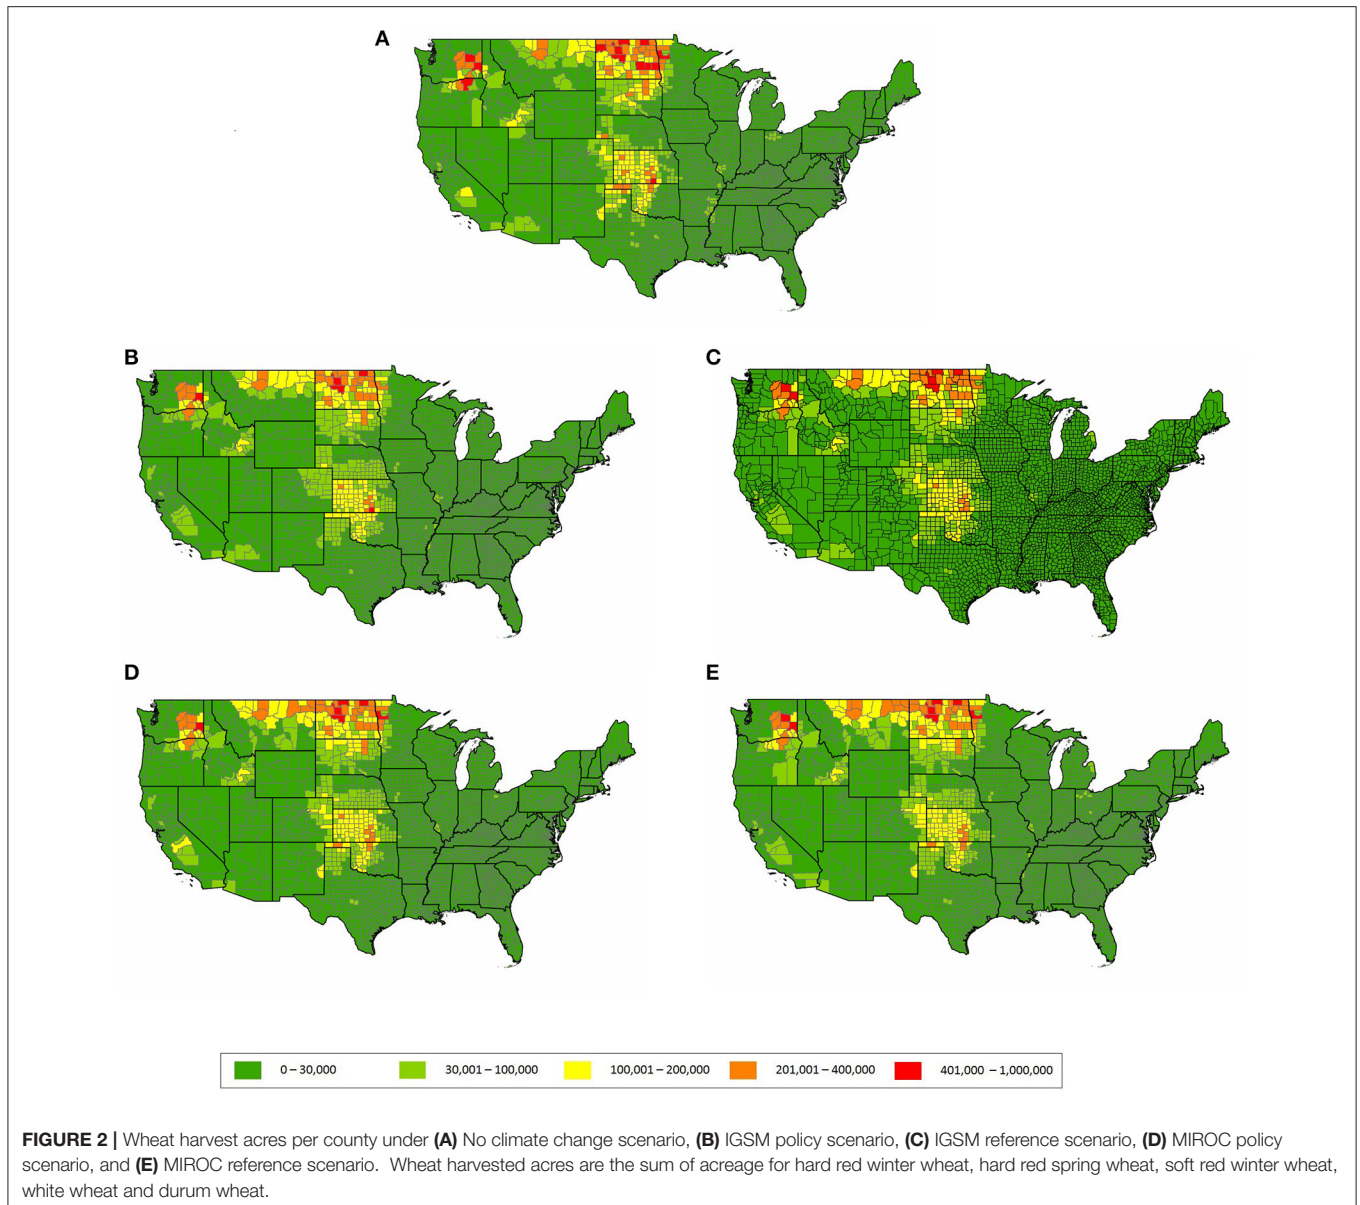 A
B
C
D
E
0 – 30,000
30,001 – 100,000
100,001 – 200,000
201,001 – 400,000
401,000 – 1,000,000
FIGURE 2 | Wheat harvest acres per county under (A) No climate change scenario, (B) IGSM policy scenario, (C) IGSM reference scenario, (D) MIROC policy
scenario, and (E) MIROC reference scenario. Wheat harvested acres are the sum of acreage for hard red winter wheat, hard red spring wheat, soft red winter wheat,
white wheat and durum wheat.